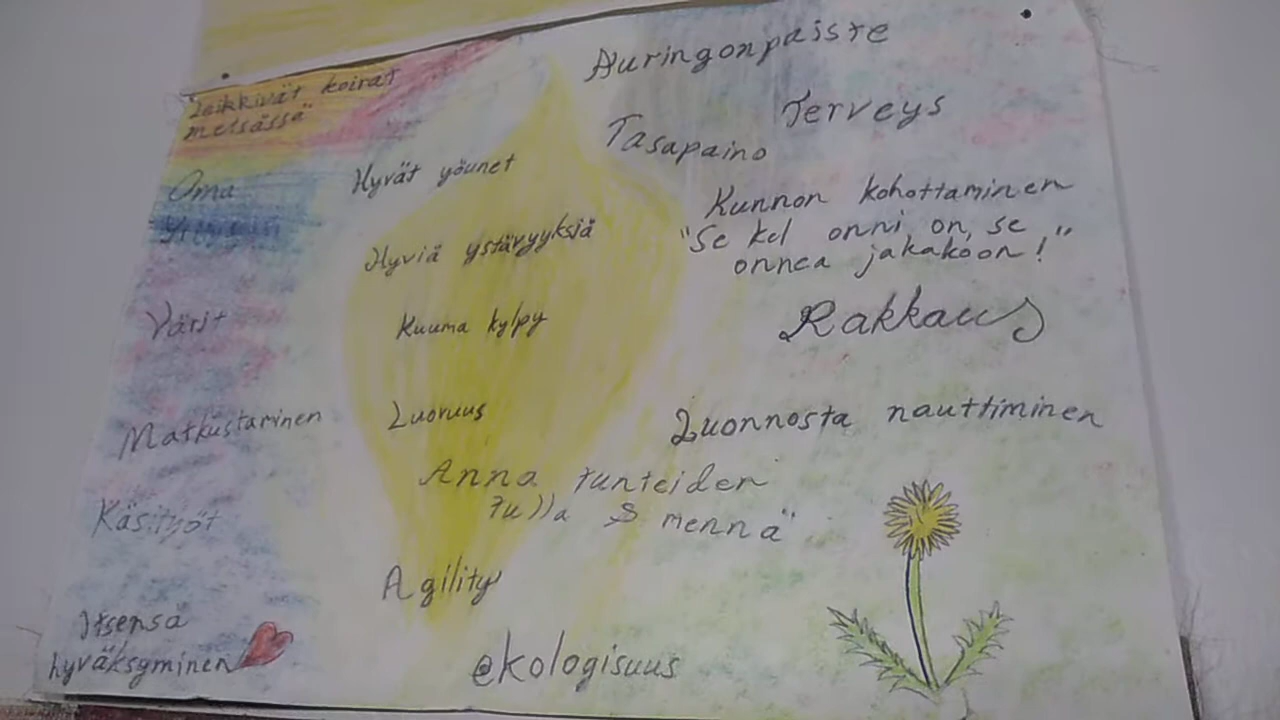 Auringonpaiste
"Leikkivät koirat
metsässä"
Terveys
Tasapaino
Hyvät yöunet
Oma
Kunnon kohottaminen
Hyviä ystävyyksiä
"Se kel onni on, se
onnea jakakoon!"
Värit
Kuuma kylpy
Rakkaus
Matkustaminen
Luovuus
Luonnosta nauttiminen
Anna tunteiden
tulla & mennä"
Käsityöt
Agility
Itsensä
hyväksyminen
ekologisuus